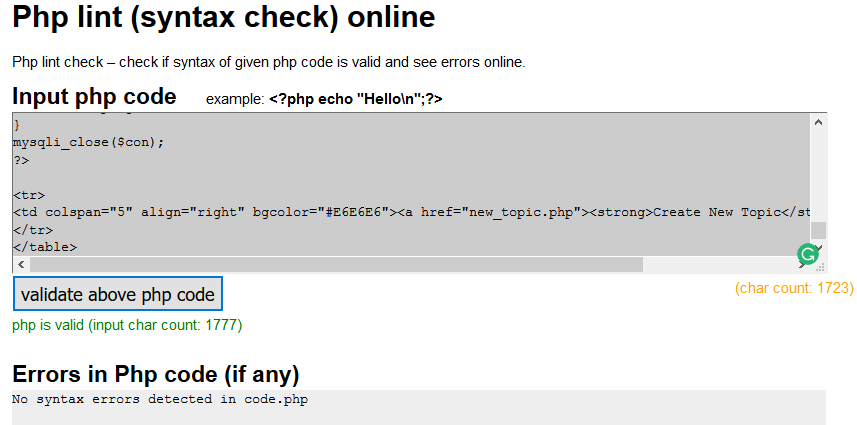 Php lint (syntax check) online
Php lint check – check if syntax of given php code is valid and see errors online.
Input php code example: <?php echo "Hello\n";?>
}
mysqli_close($con);
?>
<tr>
<td colspan="5" align="right" bgcolor="#E6E6E6"><a href="new_topic.php"><strong>Create New Topic</st
</tr>
</table>
validate above php code
(char count: 1723)
php is valid (input char count: 1777)
Errors in Php code (if any)
No syntax errors detected in code.php